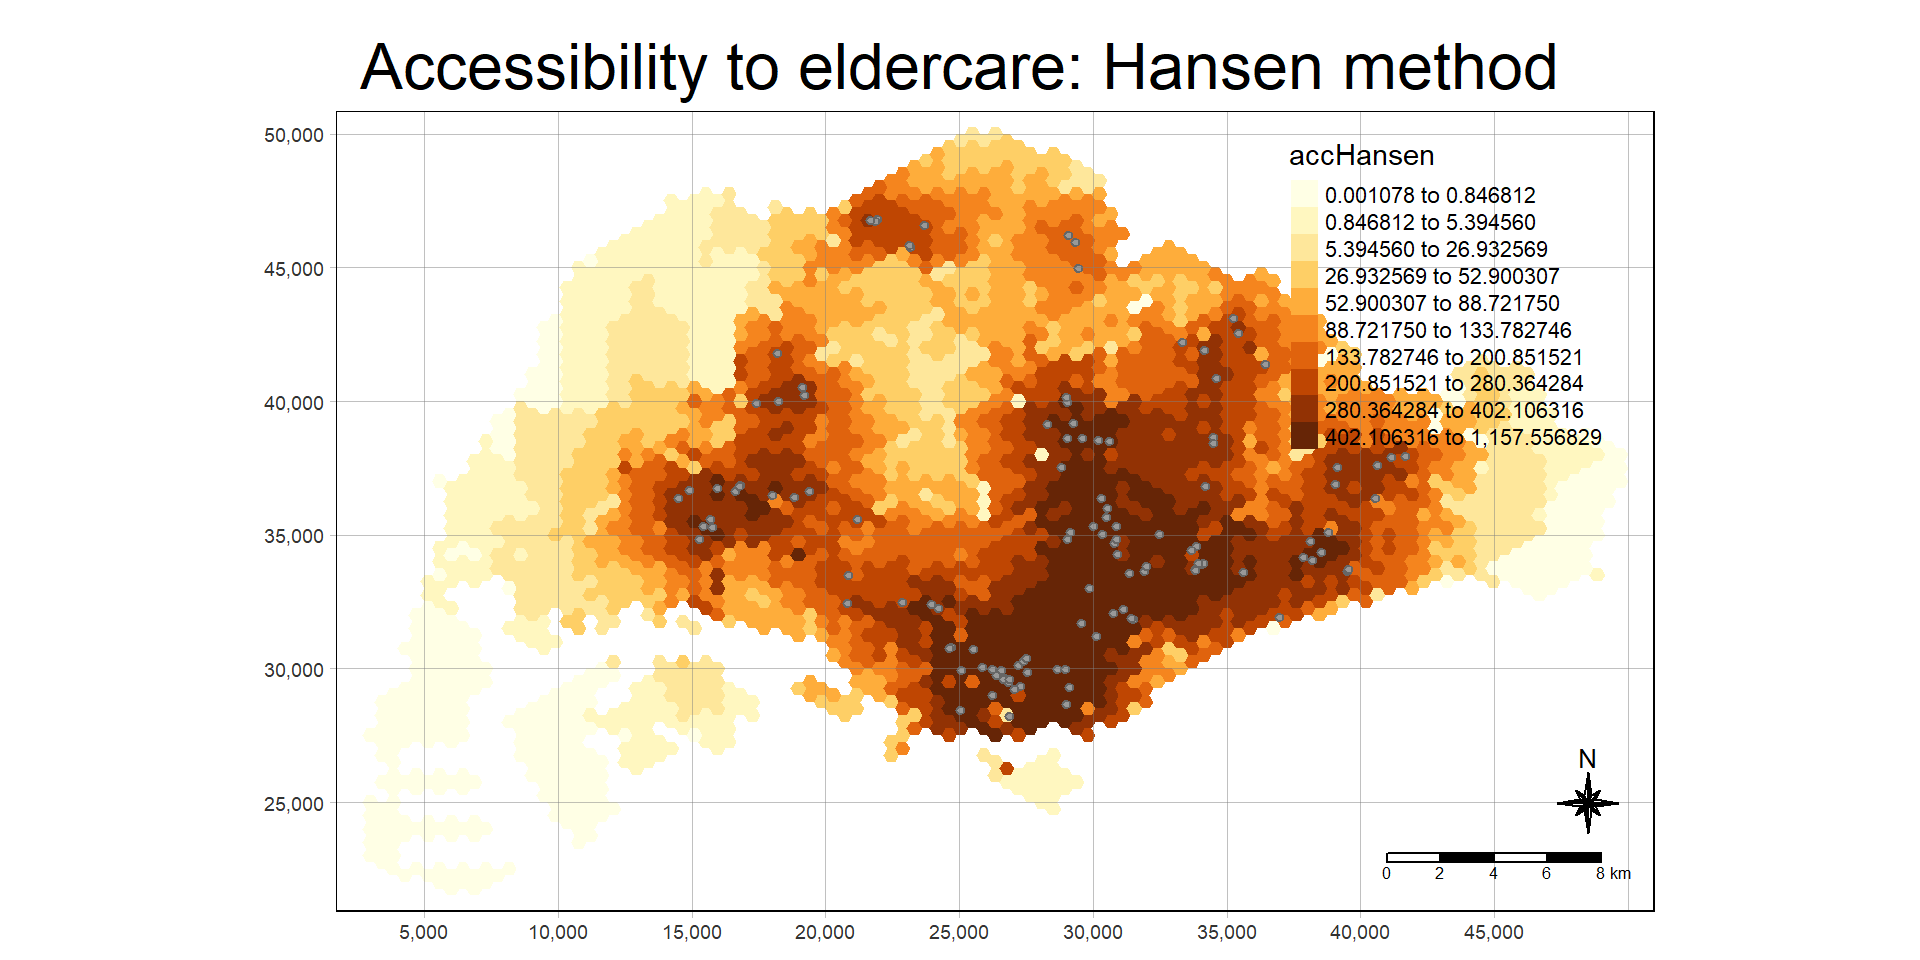 Accessibility to eldercare: Hansen method
accHansen
0.001078 to 0.846812
0.846812 to 5.394560
5.394560 to 26.932569
26.932569 to 52.900307
52.900307 to 88.721750
88.721750 to 133.782746
133.782746 to 200.851521
200.851521 to 280.364284
280.364284 to 402.106316
402.106316 to 1,157.556829
50,000
45,000
40,000
35,000
30,000
25,000
N
0 2 4 6 8 km
5,000 10,000 15,000 20,000 25,000 30,000 35,000 40,000 45,000